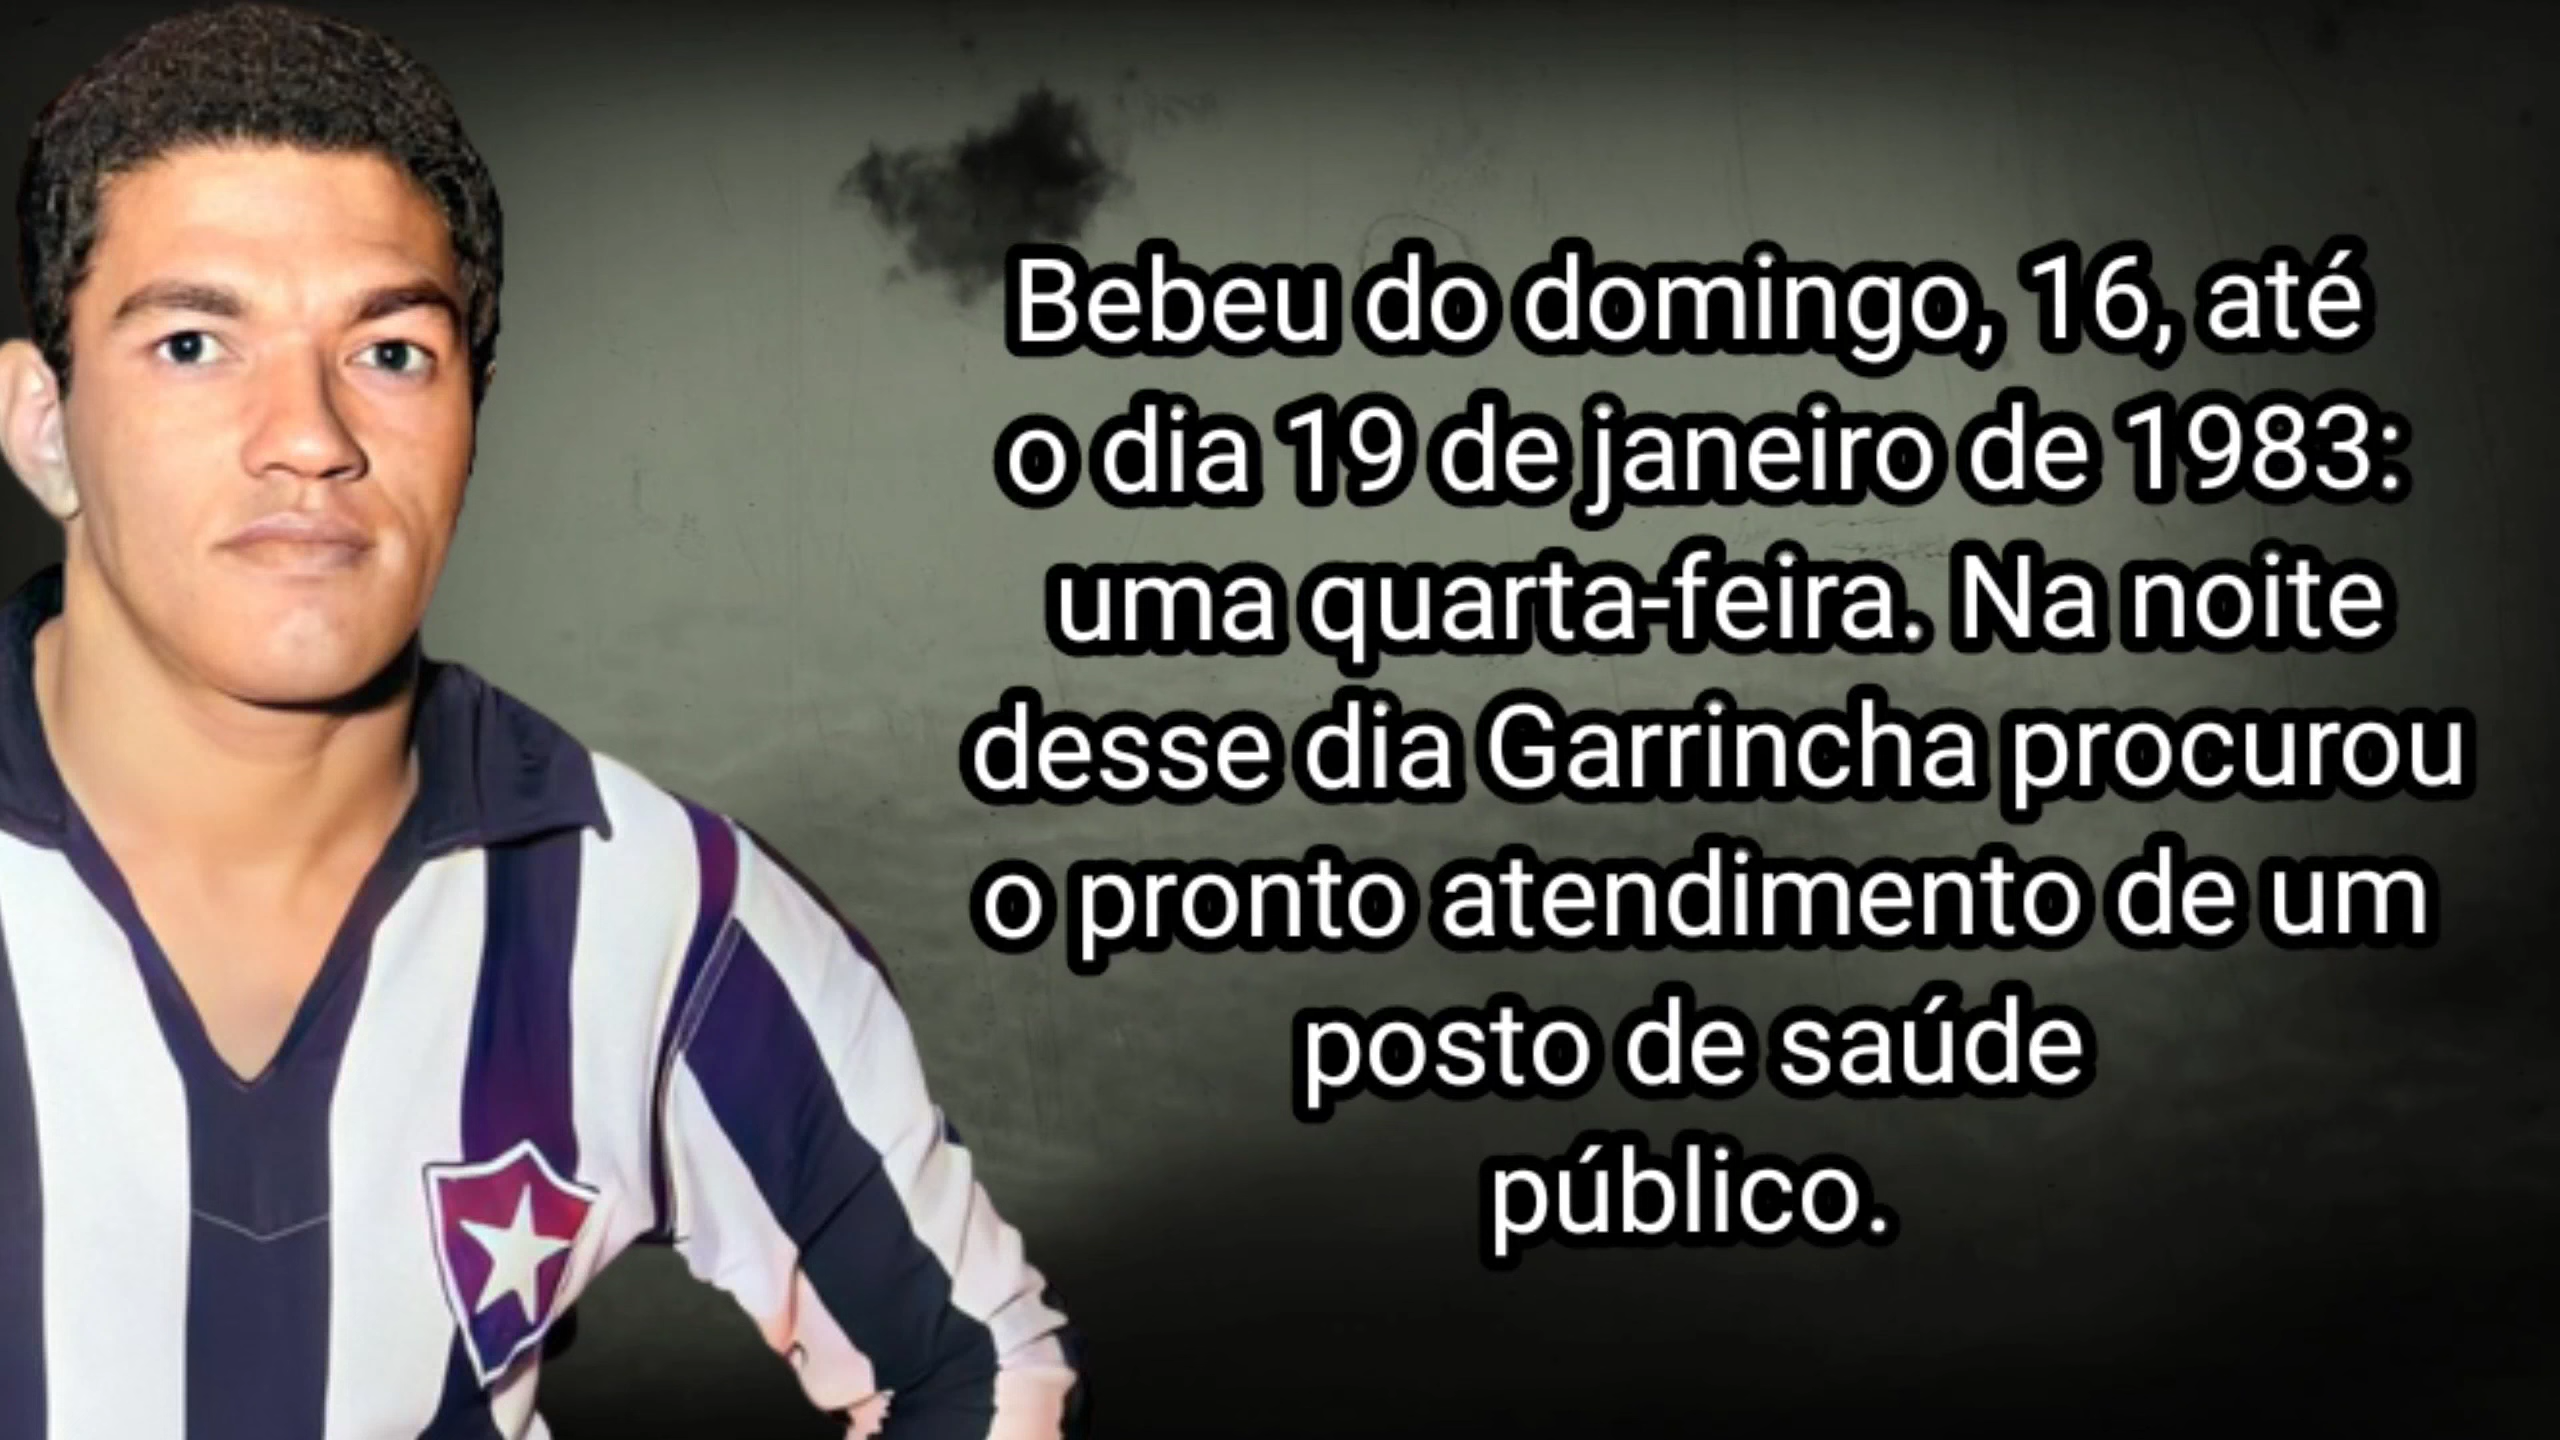 Bebeu do domingo, 16, até
o dia 19 de janeiro de 1983:
uma quarta-feira. Na noite
desse dia Garrincha procurou
o pronto atendimento de um
posto de saúde
público.